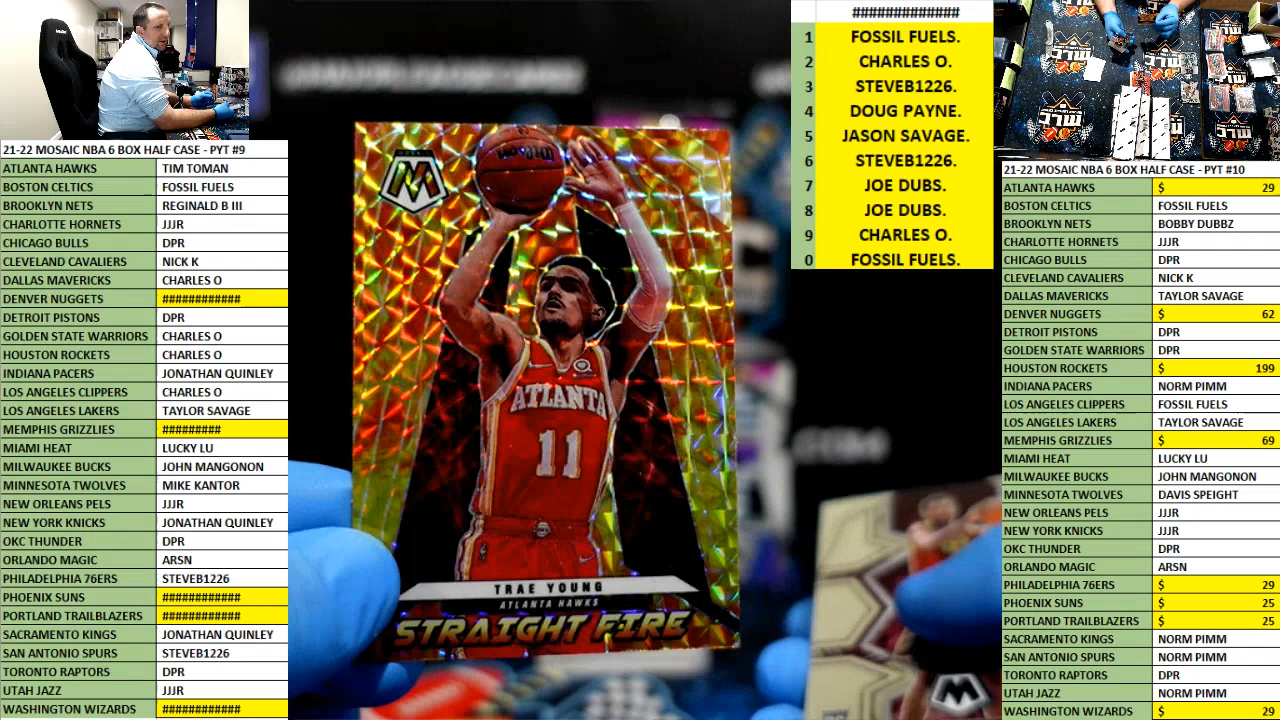 21-22 MOSAIC NBA 6 BOX HALF CASE - PYT #9
ATLANTA HAWKS TIM TOMAN
BOSTON CELTICS FOSSIL FUELS
BROOKLYN NETS REGINALD B III
CHARLOTTE HORNETS JJJR
CHICAGO BULLS DPR
CLEVELAND CAVALIERS NICK K
DALLAS MAVERICKS CHARLES O
DENVER NUGGETS ############
DETROIT PISTONS DPR
GOLDEN STATE WARRIORS CHARLES O
HOUSTON ROCKETS CHARLES O
INDIANA PACERS JONATHAN QUINLEY
LOS ANGELES CLIPPERS CHARLES O
LOS ANGELES LAKERS TAYLOR SAVAGE
MEMPHIS GRIZZLIES #########
MIAMI HEAT LUCKY LU
MILWAUKEE BUCKS JOHN MANGONON
MINNESOTA TWOLVES MIKE KANTOR
NEW ORLEANS PELS JJJR
NEW YORK KNICKS JONATHAN QUINLEY
OKC THUNDER DPR
ORLANDO MAGIC ARSN
PHILADELPHIA 76ERS STEVEB1226
PHOENIX SUNS ############
PORTLAND TRAILBLAZERS ############
SACRAMENTO KINGS JONATHAN QUINLEY
SAN ANTONIO SPURS STEVEB1226
TORONTO RAPTORS DPR
UTAH JAZZ JJJR
WASHINGTON WIZARDS ############
MOSAIC
M
Wilson
ATLANTA
11
TRAE YOUNG
ATLANTA HAWKS
STRAIGHT FIRE
.COM
M
#############
1 FOSSIL FUELS.
2 CHARLES O.
3 STEVEB1226.
4 DOUG PAYNE.
5 JASON SAVAGE.
6 STEVEB1226.
7 JOE DUBS.
8 JOE DUBS.
9 CHARLES O.
0 FOSSIL FUELS.
MLC
21-22 MOSAIC NBA 6 BOX HALF CASE - PYT #10
ATLANTA HAWKS $ 29
BOSTON CELTICS FOSSIL FUELS
BROOKLYN NETS BOBBY DUBBZ
CHARLOTTE HORNETS JJJR
CHICAGO BULLS DPR
CLEVELAND CAVALIERS NICK K
DALLAS MAVERICKS TAYLOR SAVAGE
DENVER NUGGETS $ 62
DETROIT PISTONS DPR
GOLDEN STATE WARRIORS DPR
HOUSTON ROCKETS $ 199
INDIANA PACERS NORM PIMM
LOS ANGELES CLIPPERS FOSSIL FUELS
LOS ANGELES LAKERS TAYLOR SAVAGE
MEMPHIS GRIZZLIES $ 69
MIAMI HEAT LUCKY LU
MILWAUKEE BUCKS JOHN MANGONON
MINNESOTA TWOLVES DAVIS SPEIGHT
NEW ORLEANS PELS JJJR
NEW YORK KNICKS JJJR
OKC THUNDER DPR
ORLANDO MAGIC ARSN
PHILADELPHIA 76ERS $ 29
PHOENIX SUNS $ 25
PORTLAND TRAILBLAZERS $ 25
SACRAMENTO KINGS NORM PIMM
SAN ANTONIO SPURS NORM PIMM
TORONTO RAPTORS DPR
UTAH JAZZ NORM PIMM
WASHINGTON WIZARDS $ 29